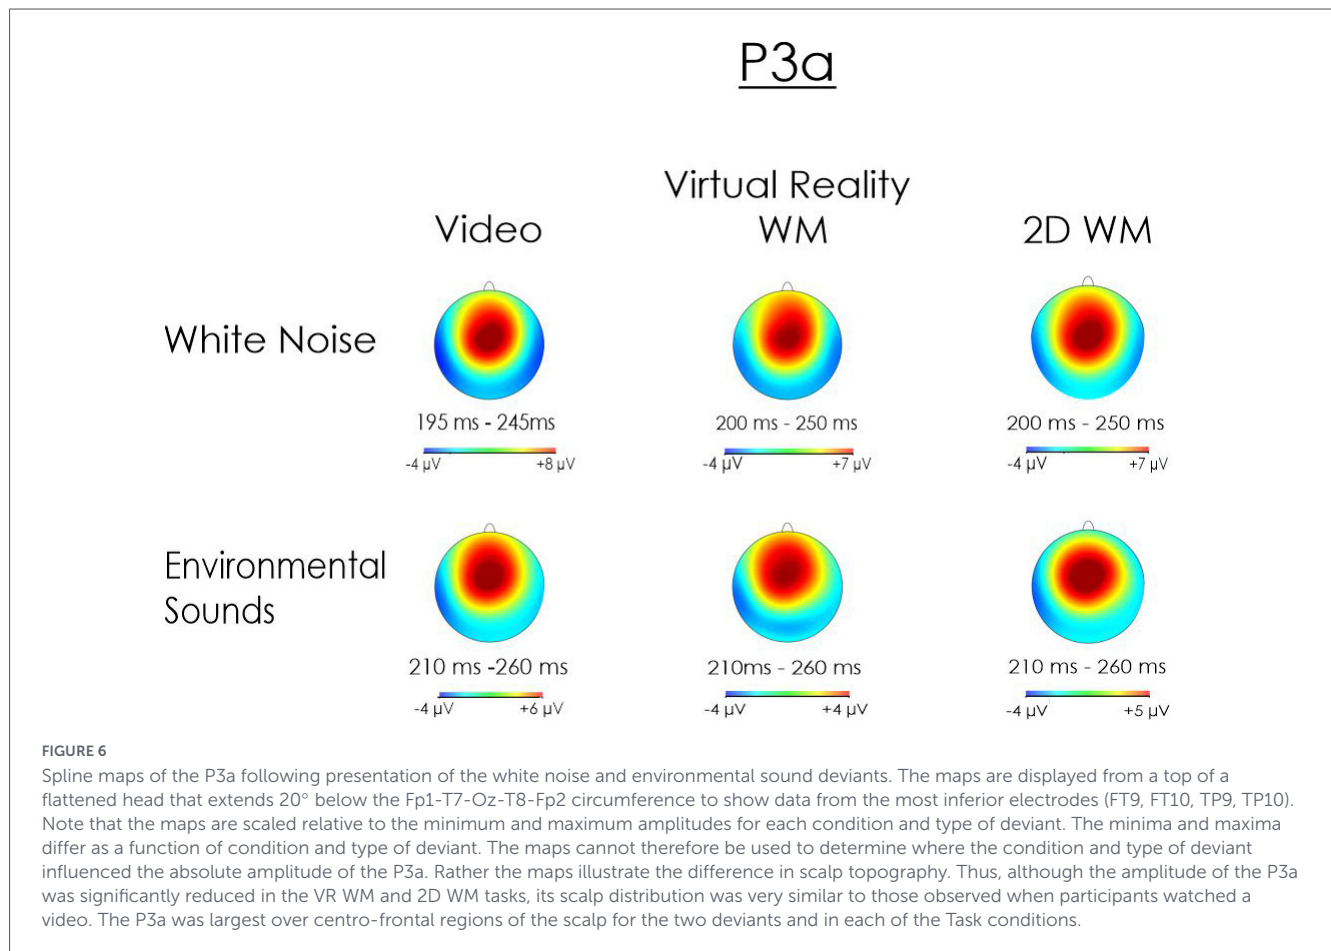 P3a
Video
Virtual Reality
WM
2D WM
White Noise
195 ms - 245ms
-4 µV +8 µV
200 ms - 250 ms
-4 µV +7 µV
200 ms - 250 ms
-4 µV +7 µV
Environmental
Sounds
210 ms -260 ms
-4 µV +6 µV
210ms - 260 ms
-4 µV +4 µV
210 ms - 260 ms
-4 µV +5 µV
FIGURE 6
Spline maps of the P3a following presentation of the white noise and environmental sound deviants. The maps are displayed from a top of a
flattened head that extends 20° below the Fp1-T7-Oz-T8-Fp2 circumference to show data from the most inferior electrodes (FT9, FT10, TP9, TP10).
Note that the maps are scaled relative to the minimum and maximum amplitudes for each condition and type of deviant. The minima and maxima
differ as a function of condition and type of deviant. The maps cannot therefore be used to determine where the condition and type of deviant
influenced the absolute amplitude of the P3a. Rather the maps illustrate the difference in scalp topography. Thus, although the amplitude of the P3a
was significantly reduced in the VR WM and 2D WM tasks, its scalp distribution was very similar to those observed when participants watched a
video. The P3a was largest over centro-frontal regions of the scalp for the two deviants and in each of the Task conditions.